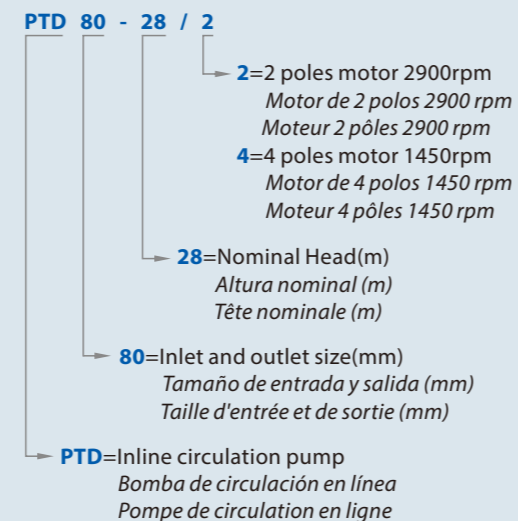 PTD 80 - 28 / 2
2=2 poles motor 2900rpm
Motor de 2 polos 2900 rpm
Moteur 2 pôles 2900 rpm
4=4 poles motor 1450rpm
Motor de 4 polos 1450 rpm
Moteur 4 pôles 1450 rpm
28=Nominal Head(m)
Altura nominal (m)
Tête nominale (m)
80=Inlet and outlet size(mm)
Tamaño de entrada y salida (mm)
Taille d'entrée et de sortie (mm)
PTD=Inline circulation pump
Bomba de circulación en línea
Pompe de circulation en ligne